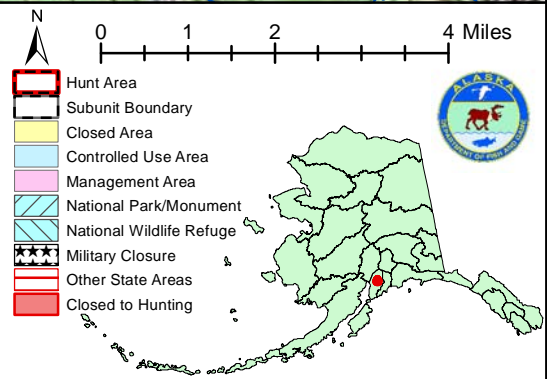 N
0 2 4 Miles
Hunt Area
Subunit Boundary
Closed Area
Controlled Use Area
Management Area
National Park/Monument
National Wildlife Refuge
Military Closure
Other State Areas
Closed to Hunting
ALASKA
DEPARTMENT OF FISH AND GAME